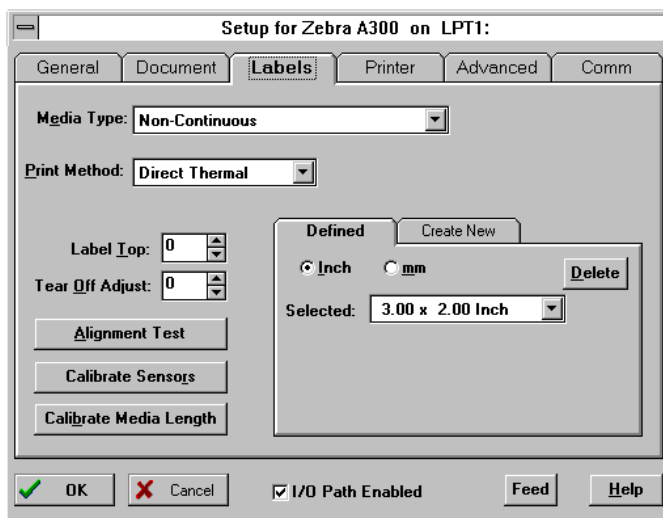 Setup for Zebra A300 on LPT1:
General Document Labels Printer Advanced Comm
Media Type: Non-Continuous
Print Method: Direct Thermal
Defined Create New
Label Top: 0
Inch mm
Delete
Tear Off Adjust: 0
Selected: 3.00 x 2.00 Inch
Alignment Test
Calibrate Sensors
Calibrate Media Length
OK Cancel I/O Path Enabled Feed Help